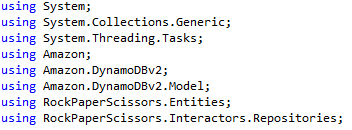 using System;
using System.Collections.Generic;
using System.Threading.Tasks;
using Amazon;
using Amazon.DynamoDBv2;
using Amazon.DynamoDBv2.Model;
using RockPaperScissors.Entities;
using RockPaperScissors.Interactors.Repositories;